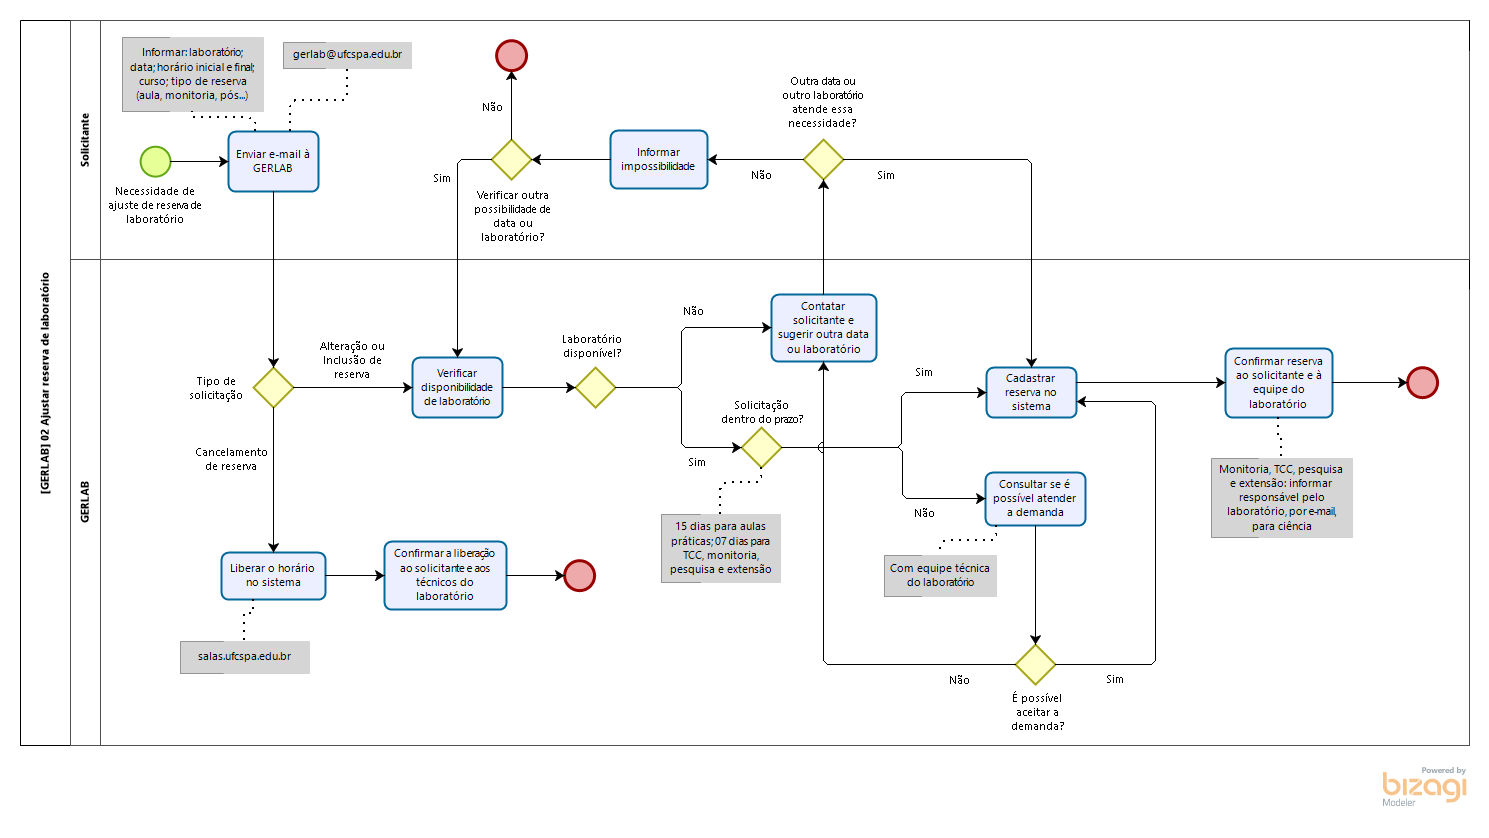 [GERLAB] 02 Ajustar reserva de laboratório
Solicitante
Informar: laboratório;
data; horário inicial e final;
curso; tipo de reserva
(aula, monitoria, pós...)
gerlab@ufcspa.edu.br
Necessidade de
ajuste de reserva de
laboratório
Enviar e-mail à
GERLAB
Não
Sim
Verificar outra
possibilidade de
data ou
laboratório?
Informar
impossibilidade
Não
Outra data ou
outro laboratório
atende essa
necessidade?
Sim
GERLAB
Tipo de
solicitação
Alteração ou
Inclusão de
reserva
Cancelamento
de reserva
Verificar
disponibilidade
de laboratório
Laboratório
disponível?
Não
Sim
Contatar
solicitante e
sugerir outra data
ou laboratório
Solicitação
dentro do prazo?
15 dias para aulas
práticas; 07 dias para
TCC, monitoria,
pesquisa e extensão
Sim
Não
Cadastrar
reserva no
sistema
Consultar se é
possível atender
a demanda
Com equipe técnica
do laboratório
Não
Sim
É possível
aceitar a
demanda?
Confirmar reserva
ao solicitante e à
equipe do
laboratório
Monitoria, TCC, pesquisa
e extensão: informar
responsável pelo
laboratório, por e-mail,
para ciência
Liberar o horário
no sistema
Confirmar a liberação
ao solicitante e aos
técnicos do
laboratório
salas.ufcspa.edu.br
Powered by
bizagi
Modeler